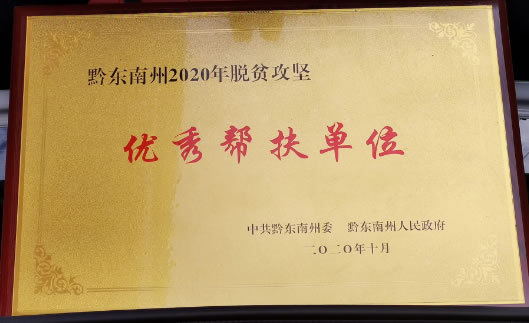 黔东南州2020年脱贫攻坚
优秀帮扶单位
中共黔东南州委 黔东南州人民政府
二〇二〇年十月